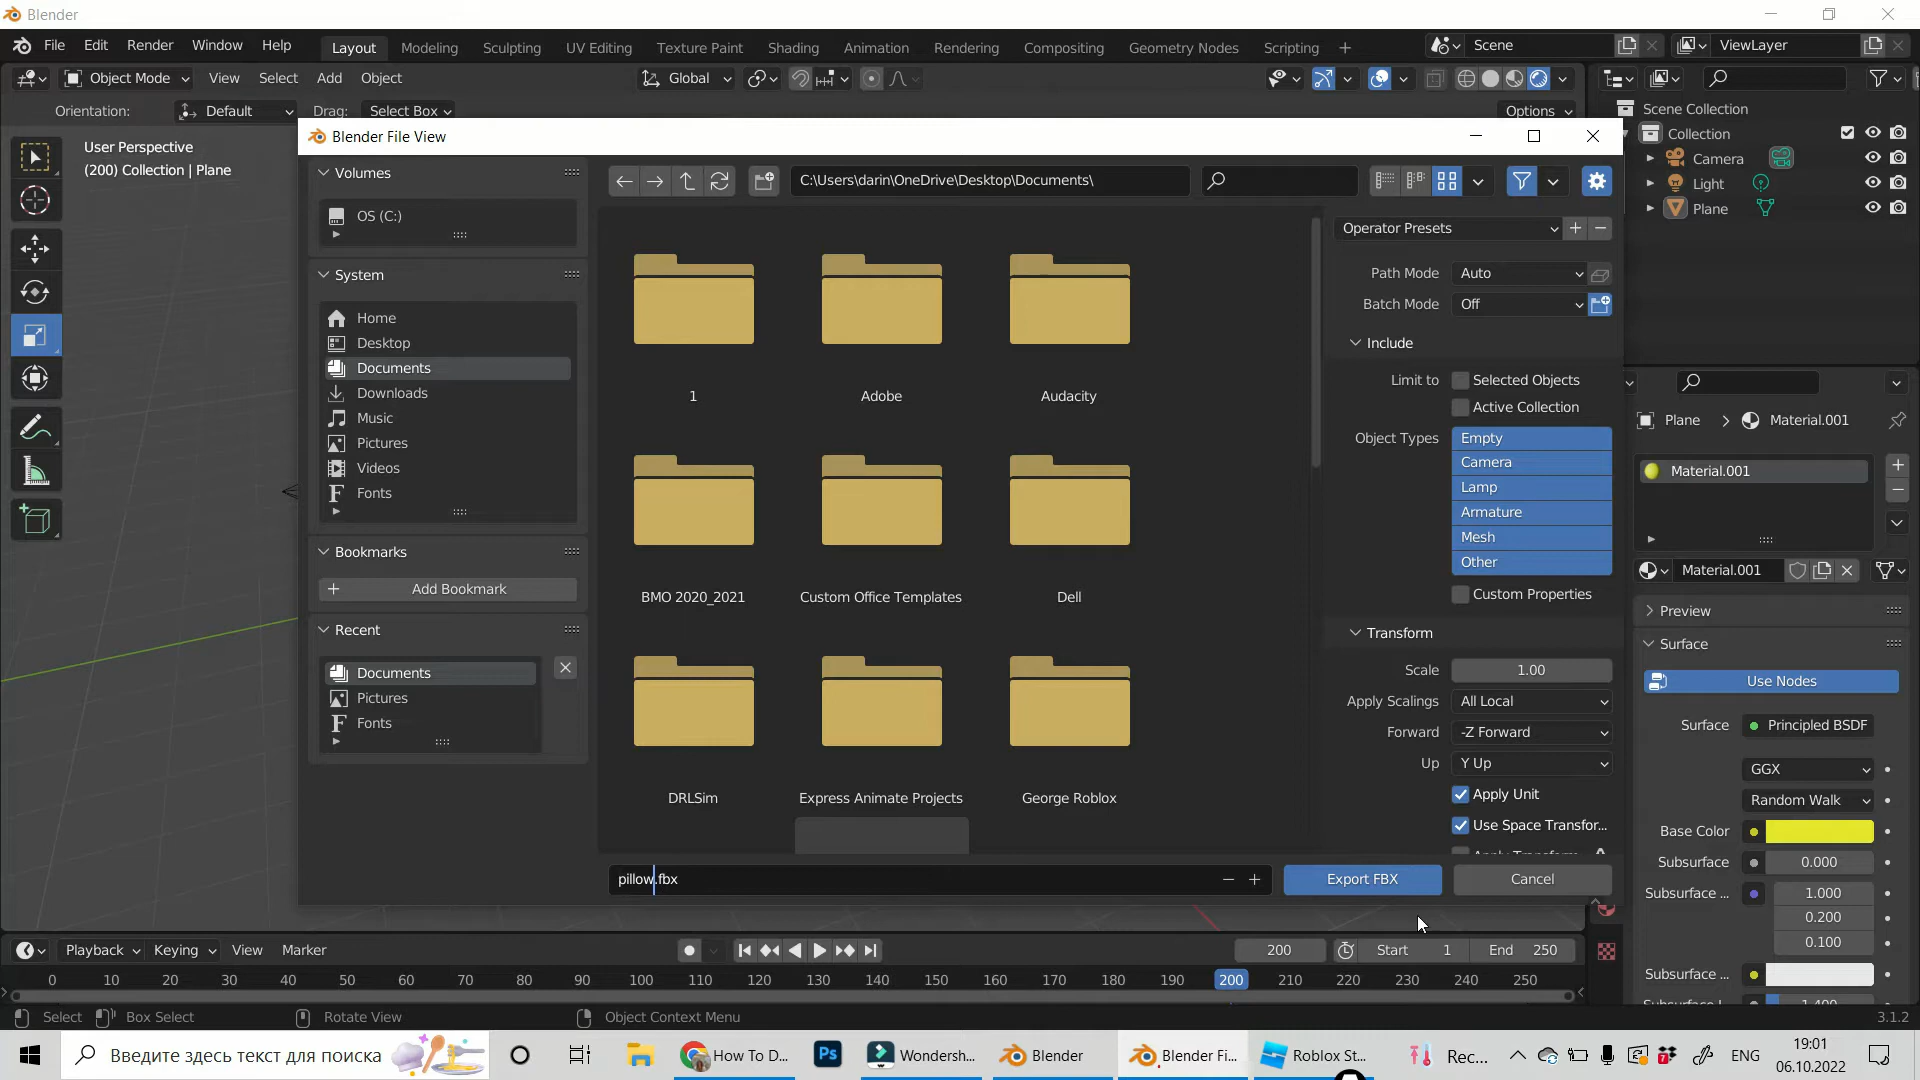 Blender
File Edit Render Window Help
Layout Modeling Sculpting UV Editing Texture Paint Shading Animation Rendering Compositing Geometry Nodes Scripting +
Scene
ViewLayer
Object Mode View Select Add Object
Global
Orientation: Default Drag: Select Box
Options
User Perspective
(200) Collection | Plane
Scene Collection
Collection
Camera
Light
Plane
Blender File View
Volumes
OS (C:)
System
Home
Desktop
Documents
Downloads
Music
Pictures
Videos
Fonts
Bookmarks
Add Bookmark
Recent
Documents
Pictures
Fonts
C:\Users\darin\OneDrive\Desktop\Documents\
1
Adobe
Audacity
BMO 2020_2021
Custom Office Templates
Dell
DRLSim
Express Animate Projects
George Roblox
Operator Presets
Path Mode Auto
Batch Mode Off
Include
Limit to Selected Objects
Active Collection
Object Types Empty
Camera
Lamp
Armature
Mesh
Other
Custom Properties
Transform
Scale 1.00
Apply Scalings All Local
Forward -Z Forward
Up Y Up
Apply Unit
Use Space Transfor...
pillow.fbx
Export FBX
Cancel
Plane > Material.001
Material.001
Material.001
Preview
Surface
Use Nodes
Surface Principled BSDF
GGX
Random Walk
Base Color
Subsurface 0.000
Subsurface ... 1.000
0.200
0.100
Subsurface ...
Subsurface I... 1.400
Playback Keying View Marker
200 Start 1 End 250
0 10 20 30 40 50 60 70 80 90 100 110 120 130 140 150 160 170 180 190 200 210 220 230 240 250
Select Box Select Rotate View Object Context Menu
3.1.2
Введите здесь текст для поиска
How To D...
Ps
Wondersh...
Blender
Blender Fi...
Roblox St...
Rec...
ENG
19:01
06.10.2022